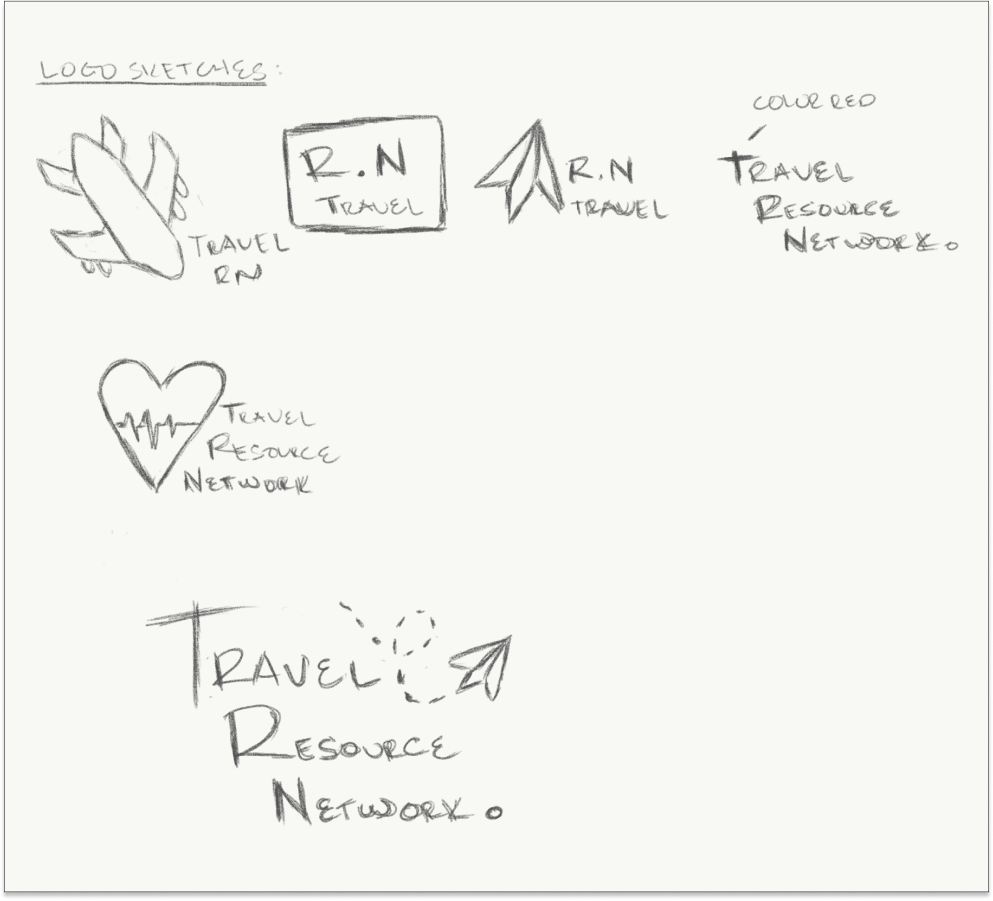 LOGO SKETCHES:
COLOR RED
TRAVEL
RN
R.N
TRAVEL
R.N
TRAVEL
TRAVEL
RESOURCE
NETWORK.
TRAVEL
RESOURCE
NETWORK
TRAVEL
RESOURCE
NETWORK.